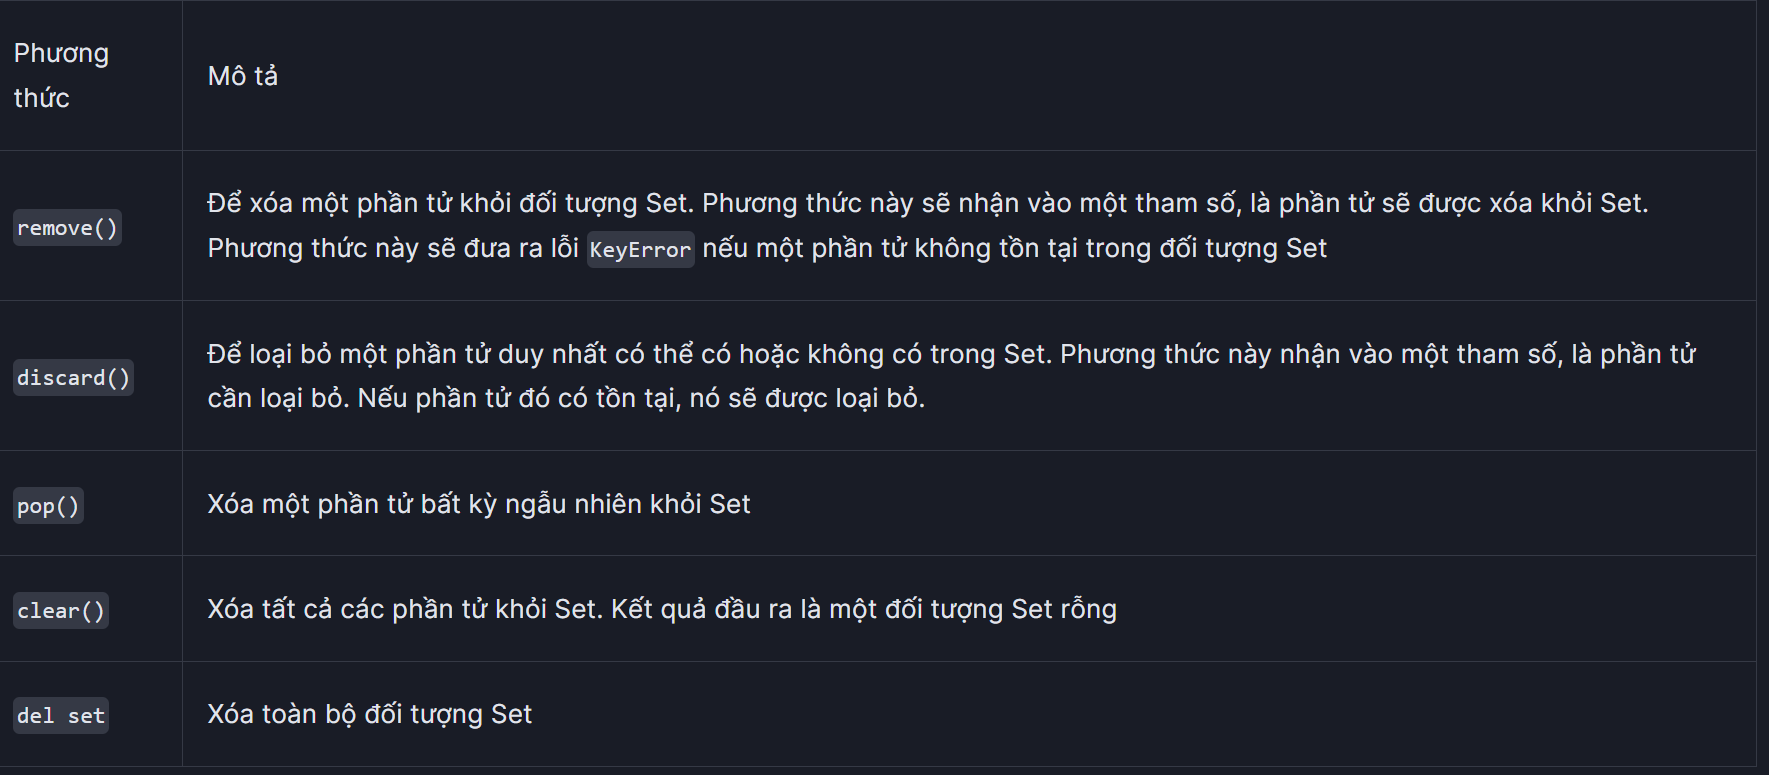 Phương
thức
Mô tả
remove()
Để xóa một phần tử khỏi đối tượng Set. Phương thức này sẽ nhận vào một tham số, là phần tử sẽ được xóa khỏi Set.
Phương thức này sẽ đưa ra lỗi KeyError nếu một phần tử không tồn tại trong đối tượng Set
discard()
Để loại bỏ một phần tử duy nhất có thể có hoặc không có trong Set. Phương thức này nhận vào một tham số, là phần tử
cần loại bỏ. Nếu phần tử đó có tồn tại, nó sẽ được loại bỏ.
pop()
Xóa một phần tử bất kỳ ngẫu nhiên khỏi Set
clear()
Xóa tất cả các phần tử khỏi Set. Kết quả đầu ra là một đối tượng Set rỗng
del set
Xóa toàn bộ đối tượng Set